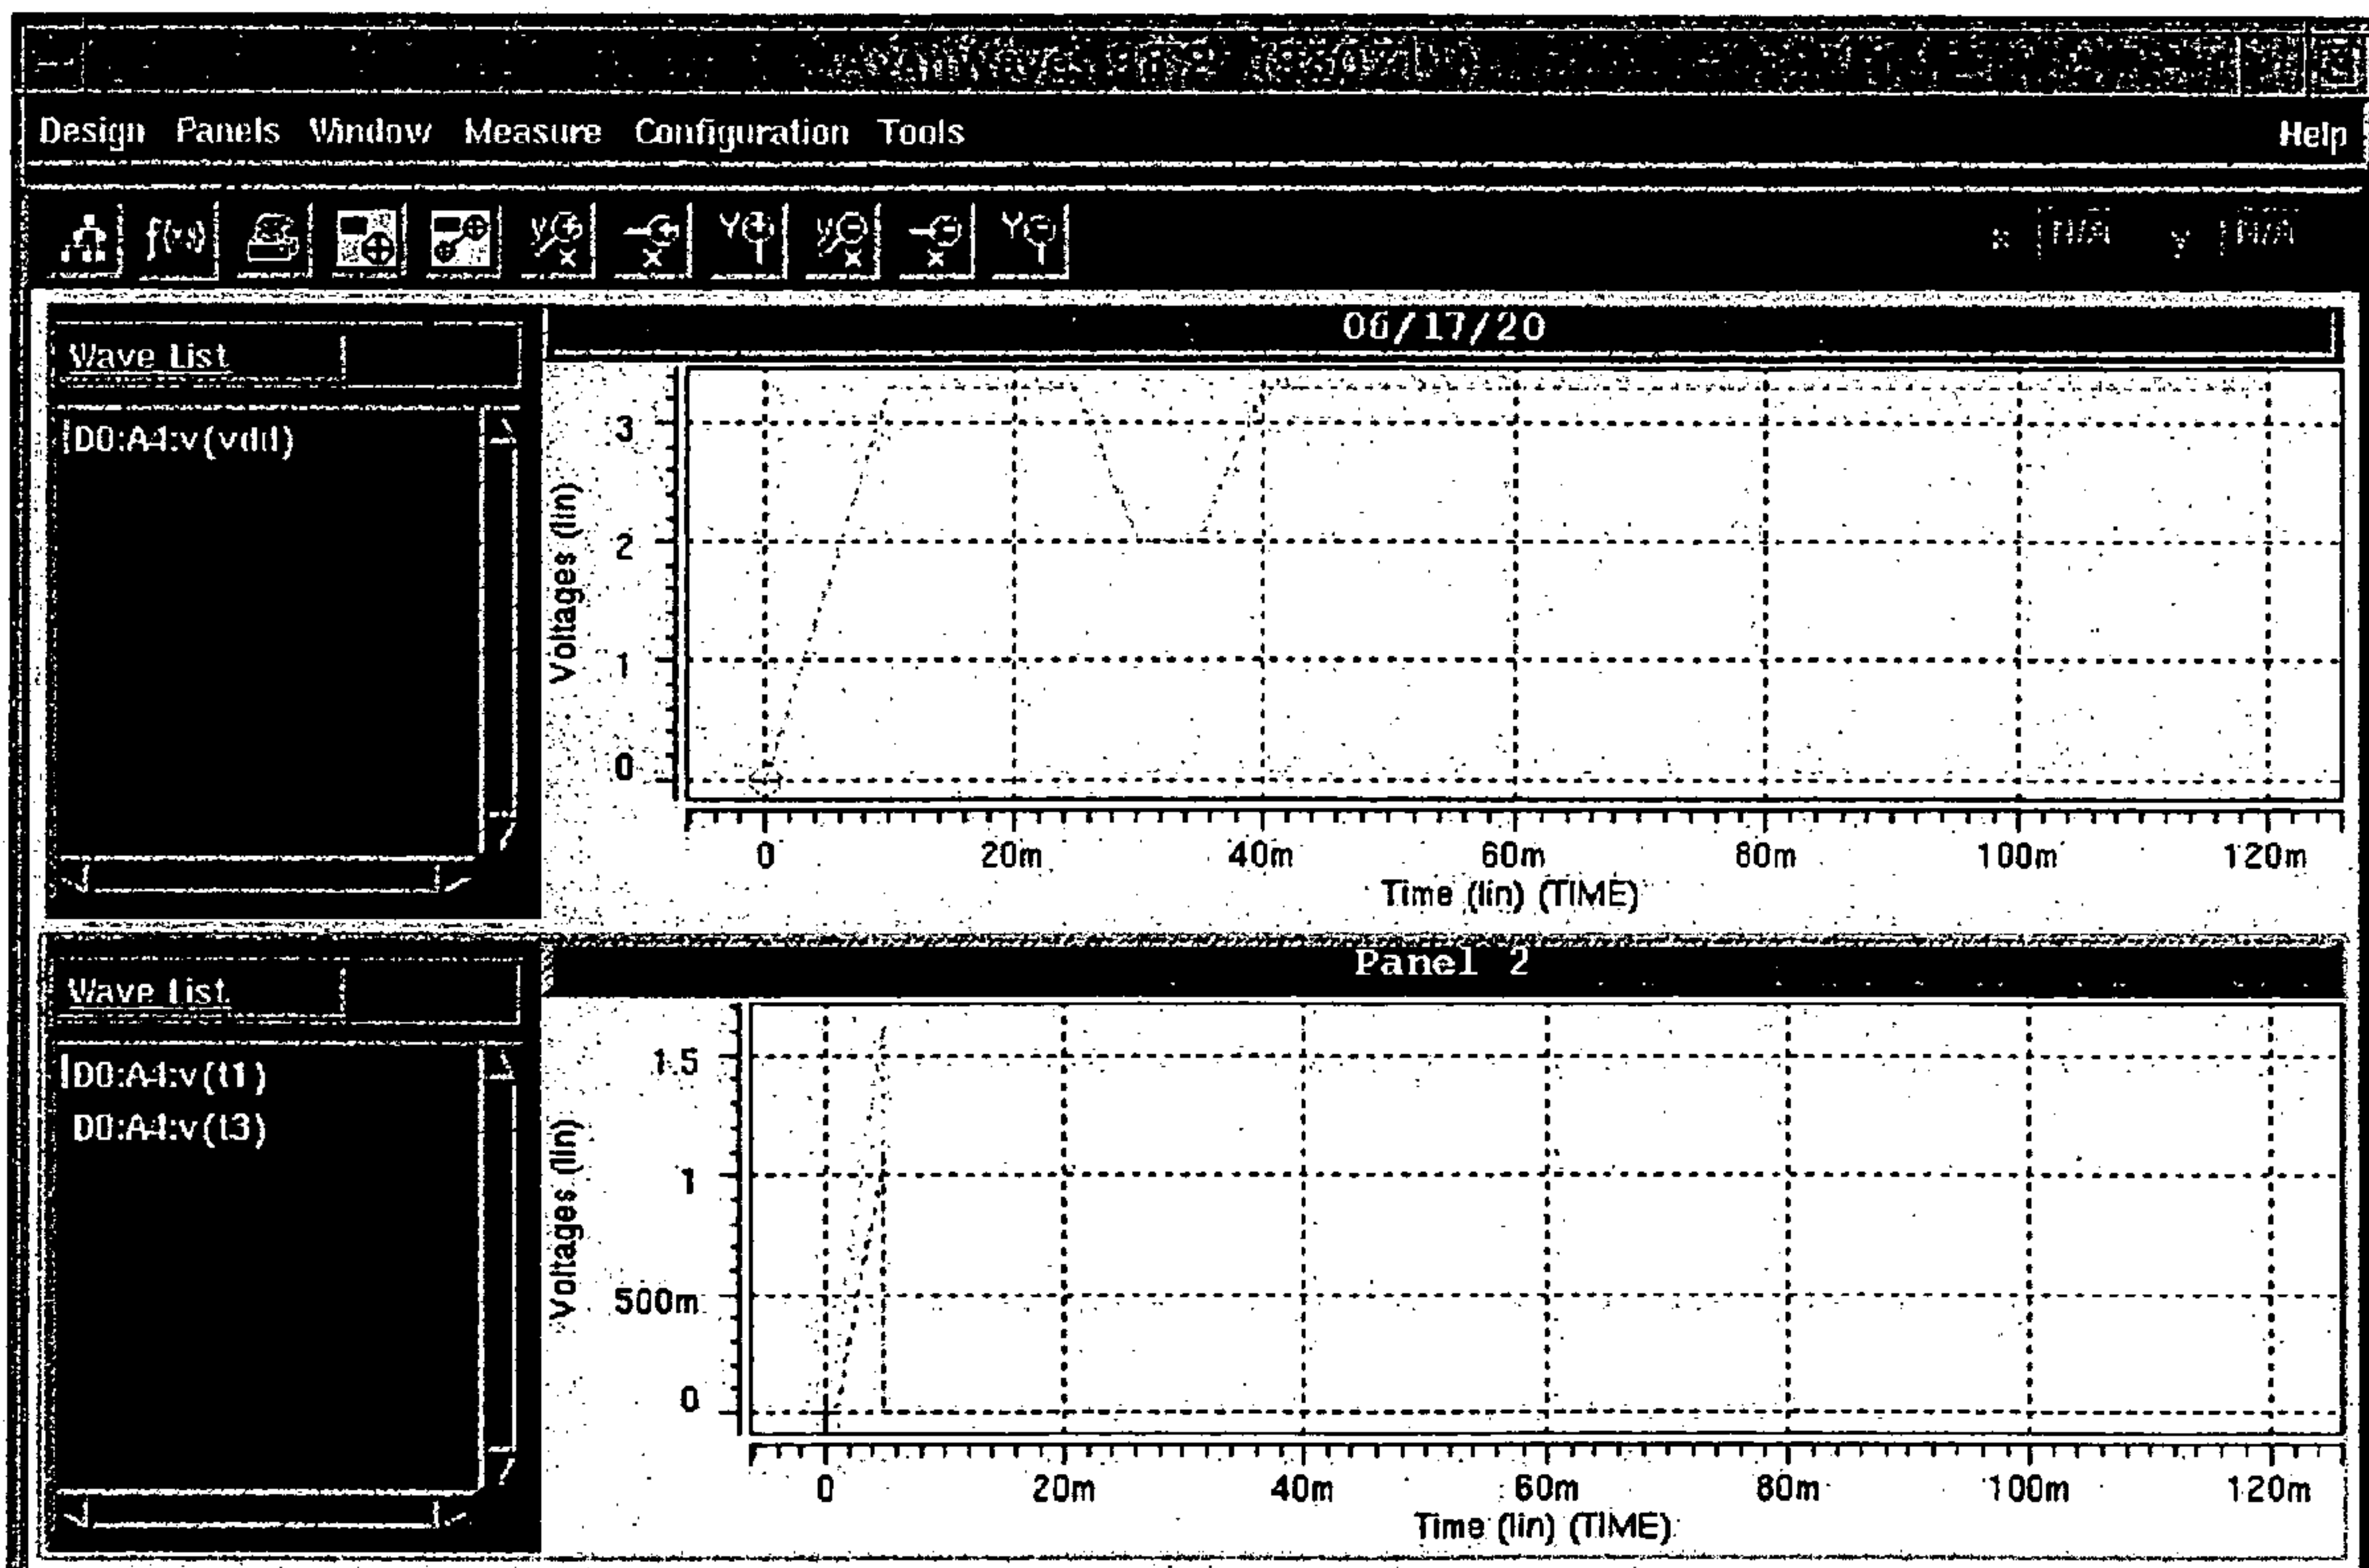 Design Panels Window Measure Configuration Tools Help
f(x) y x x Y y x x Y x N/A y N/A
06/17/20
Wave List
D0:A4:v(vdd)
Voltages (lin)
3
2
1
0
0 20m 40m 60m 80m 100m 120m
Time (lin) (TIME)
Panel 2
Wave List
D0:A4:v(t1)
D0:A4:v(t3)
Voltages (lin)
1.5
1
500m
0
0 20m 40m 60m 80m 100m 120m
Time (lin) (TIME)